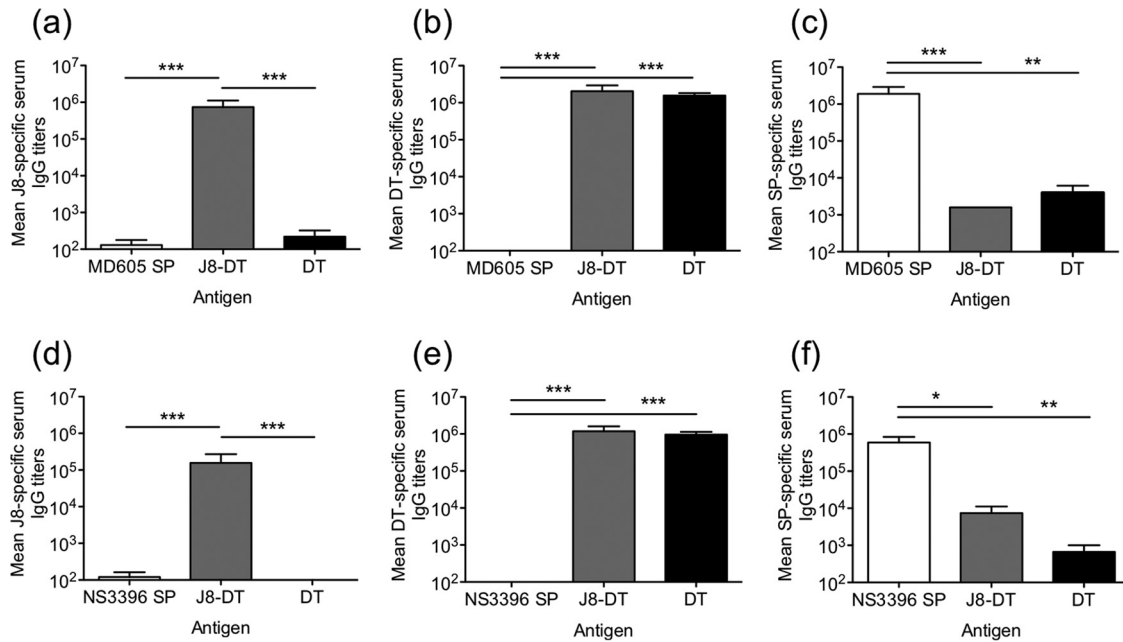 (a)
Mean J8-specific serum
IgG titers
10⁷
10⁶
10⁵
10⁴
10³
10²
***
***
MD605 SP J8-DT DT
Antigen
(b)
Mean DT-specific serum
IgG titers
10⁷
10⁶
10⁵
10⁴
10³
10²
***
***
MD605 SP J8-DT DT
Antigen
(c)
Mean SP-specific serum
IgG titers
10⁷
10⁶
10⁵
10⁴
10³
10²
***
**
MD605 SP J8-DT DT
Antigen
(d)
Mean J8-specific serum
IgG titers
10⁷
10⁶
10⁵
10⁴
10³
10²
***
***
NS3396 SP J8-DT DT
Antigen
(e)
Mean DT-specific serum
IgG titers
10⁷
10⁶
10⁵
10⁴
10³
10²
***
***
NS3396 SP J8-DT DT
Antigen
(f)
Mean SP-specific serum
IgG titers
10⁷
10⁶
10⁵
10⁴
10³
10²
*
**
NS3396 SP J8-DT DT
Antigen